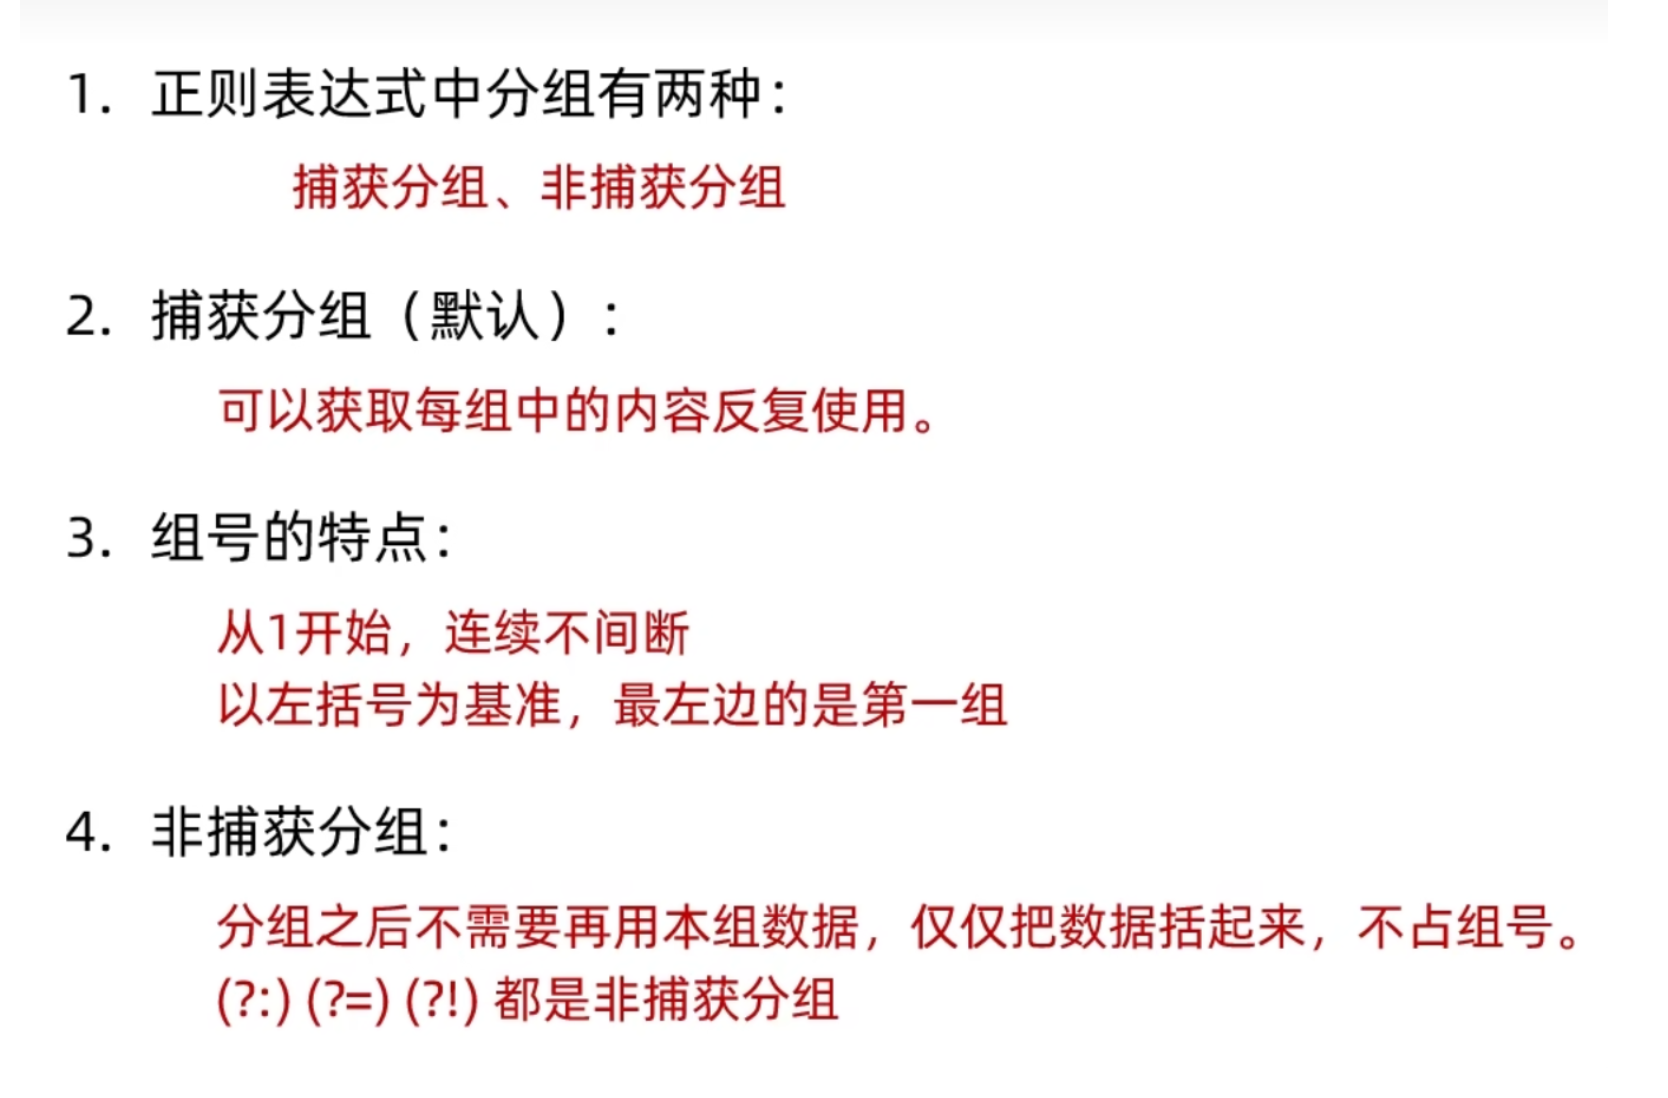 1. 正则表达式中分组有两种：
捕获分组、非捕获分组
2. 捕获分组（默认）：
可以获取每组中的内容反复使用。
3. 组号的特点：
从1开始，连续不间断
以左括号为基准，最左边的是第一组
4. 非捕获分组：
分组之后不需要再用本组数据，仅仅把数据括起来，不占组号。
(?:) (?=) (?!) 都是非捕获分组